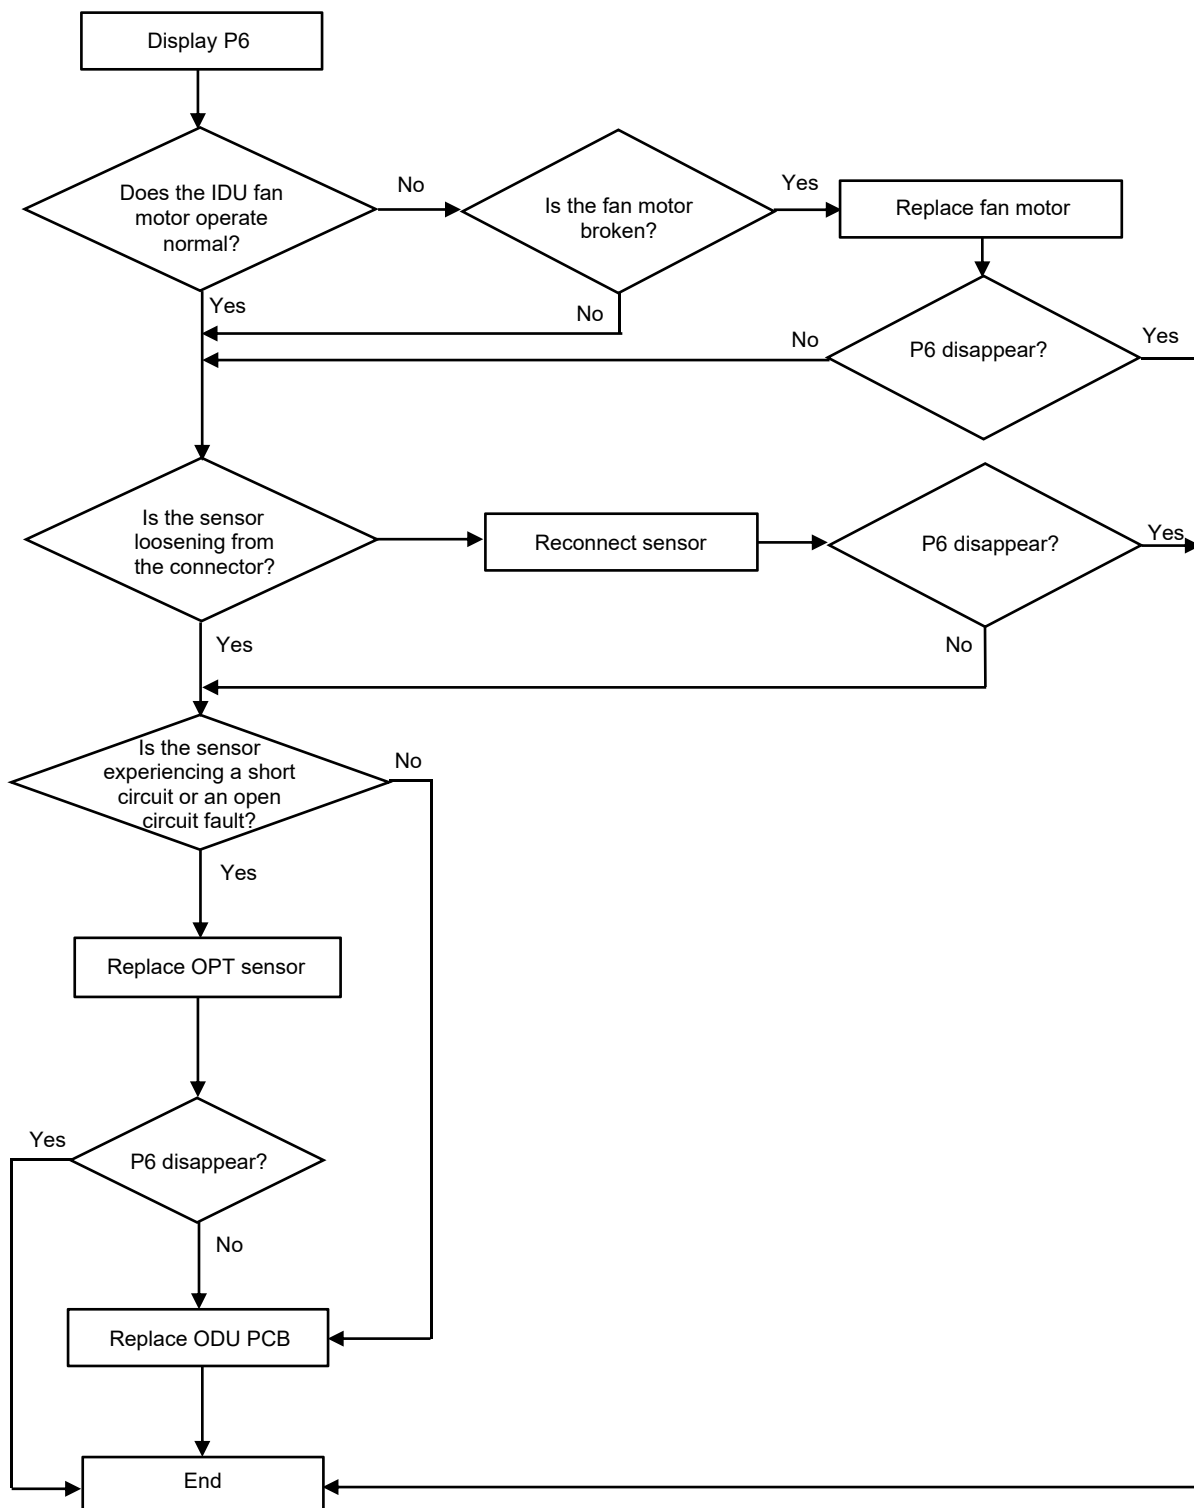 Display P6
Does the IDU fan
motor operate
normal?
No
Is the fan motor
broken?
Yes
Replace fan motor
Yes
No
No
P6 disappear?
Yes
Is the sensor
loosening from
the connector?
Reconnect sensor
P6 disappear?
Yes
Yes
No
Is the sensor
experiencing a short
circuit or an open
circuit fault?
No
Yes
Replace OPT sensor
Yes
P6 disappear?
No
Replace ODU PCB
End